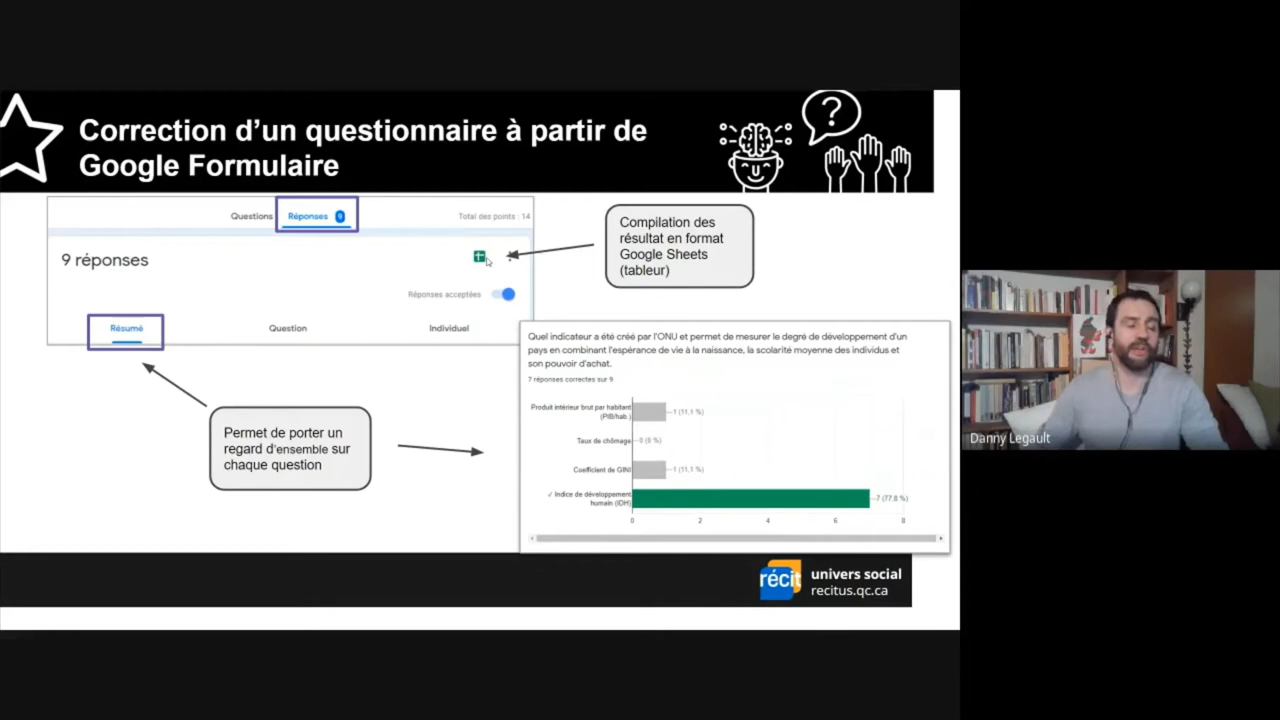 Correction d'un questionnaire à partir de
Google Formulaire
?
Questions
Réponses
9
Total des points : 14
9 réponses
Réponses acceptées
Résumé
Question
Individuel
Compilation des
résultat en format
Google Sheets
(tableur)
Permet de porter un
regard d'ensemble sur
chaque question
Quel indicateur a été créé par l'ONU et permet de mesurer le degré de développement d'un
pays en combinant l'espérance de vie à la naissance, la scolarité moyenne des individus et
son pouvoir d'achat.
7 réponses correctes sur 9
Produit intérieur brut par habitant
(PIB/hab.)
1 (11,1 %)
Taux de chômage
0 (0 %)
Coefficient de GINI
1 (11,1 %)
✓ Indice de développement
humain (IDH)
7 (77,8 %)
0 2 4 6 8
récit
univers social
recitus.qc.ca
Danny Legault